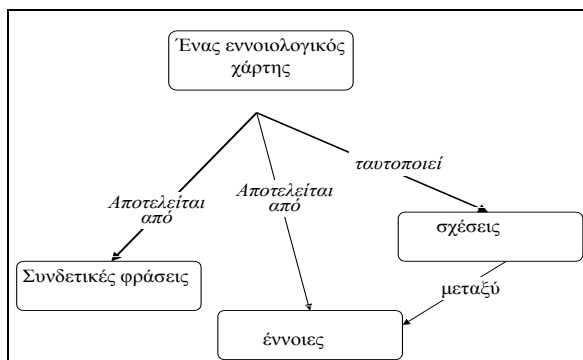 Ένας εννοιολογικός
χάρτης
ταυτοποιεί
Αποτελείται
από
Αποτελείται
από
σχέσεις
Συνδετικές φράσεις
μεταξύ
έννοιες